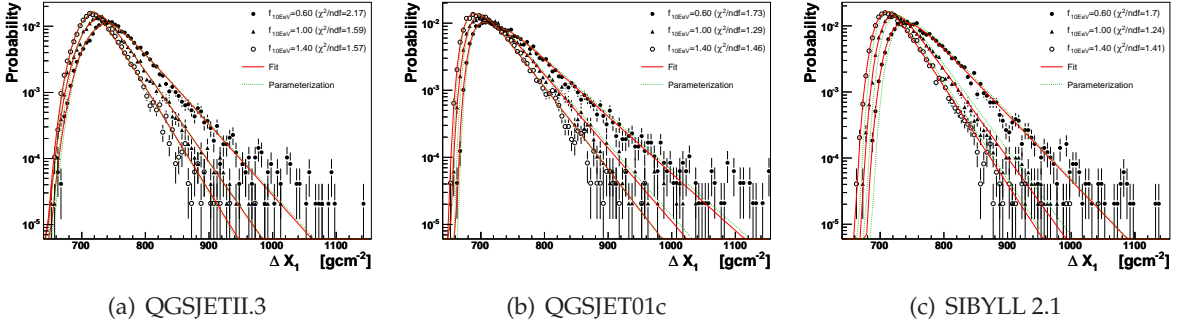 Probability
10⁻²
10⁻³
10⁻⁴
10⁻⁵
f10EeV=0.60 (χ²/ndf=2.17)
f10EeV=1.00 (χ²/ndf=1.59)
f10EeV=1.40 (χ²/ndf=1.57)
Fit
Parameterization
700 800 900 1000 1100
Δ X₁ [gcm⁻²]
(a) QGSJETII.3
Probability
10⁻²
10⁻³
10⁻⁴
10⁻⁵
f10EeV=0.60 (χ²/ndf=1.73)
f10EeV=1.00 (χ²/ndf=1.29)
f10EeV=1.40 (χ²/ndf=1.46)
Fit
Parameterization
700 800 900 1000 1100
Δ X₁ [gcm⁻²]
(b) QGSJET01c
Probability
10⁻²
10⁻³
10⁻⁴
10⁻⁵
f10EeV=0.60 (χ²/ndf=1.7)
f10EeV=1.00 (χ²/ndf=1.24)
f10EeV=1.40 (χ²/ndf=1.41)
Fit
Parameterization
700 800 900 1000 1100
Δ X₁ [gcm⁻²]
(c) SIBYLL 2.1